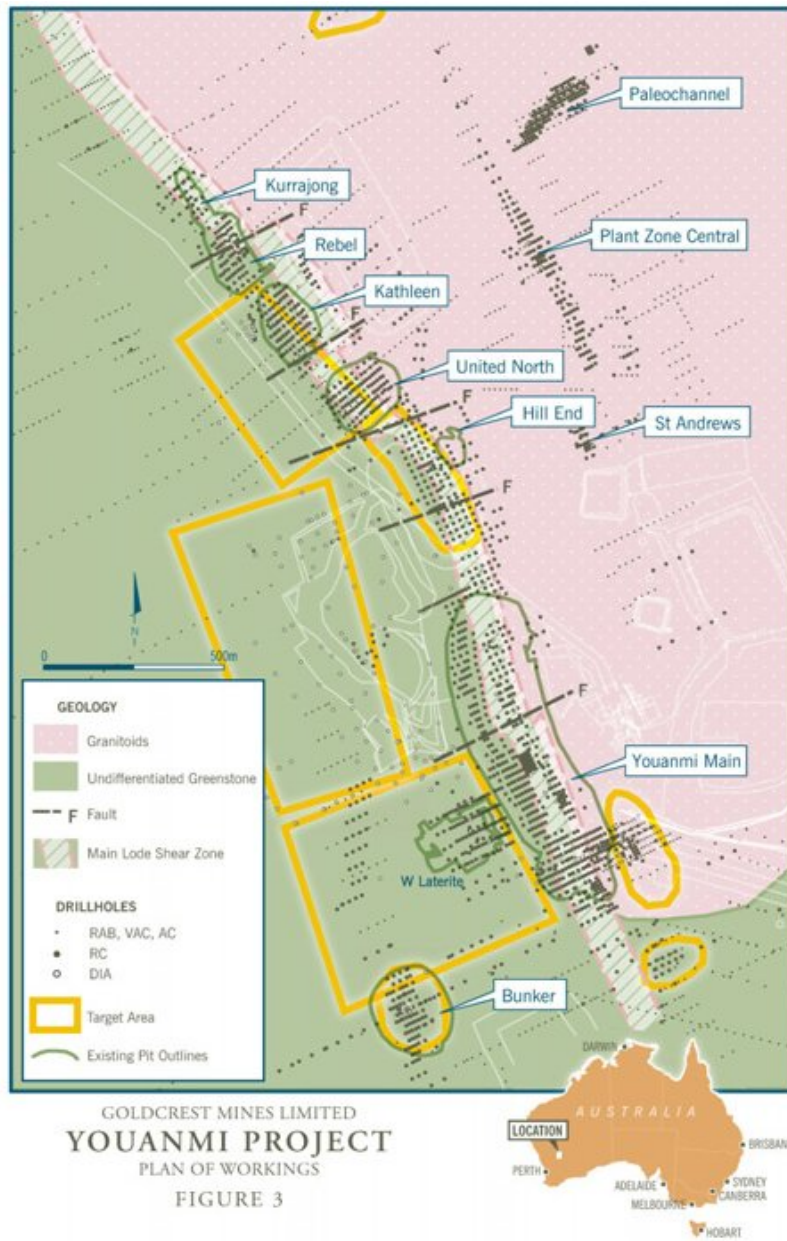 Paleochannel
Kurrajong
Rebel
Plant Zone Central
Kathleen
United North
Hill End
St Andrews
F
F
F
F
F
N
0
500m
GEOLOGY
Granitoids
Undifferentiated Greenstone
F Fault
Main Lode Shear Zone
DRILLHOLES
RAB, VAC, AC
RC
DIA
Target Area
Existing Pit Outlines
Youanmi Main
W Laterite
Bunker
GOLDCREST MINES LIMITED
YOUANMI PROJECT
PLAN OF WORKINGS
FIGURE 3
DARWIN
AUSTRALIA
LOCATION
PERTH
BRISBAN
ADELAIDE
SYDNEY
CANBERRA
MELBOURNE
HOBART